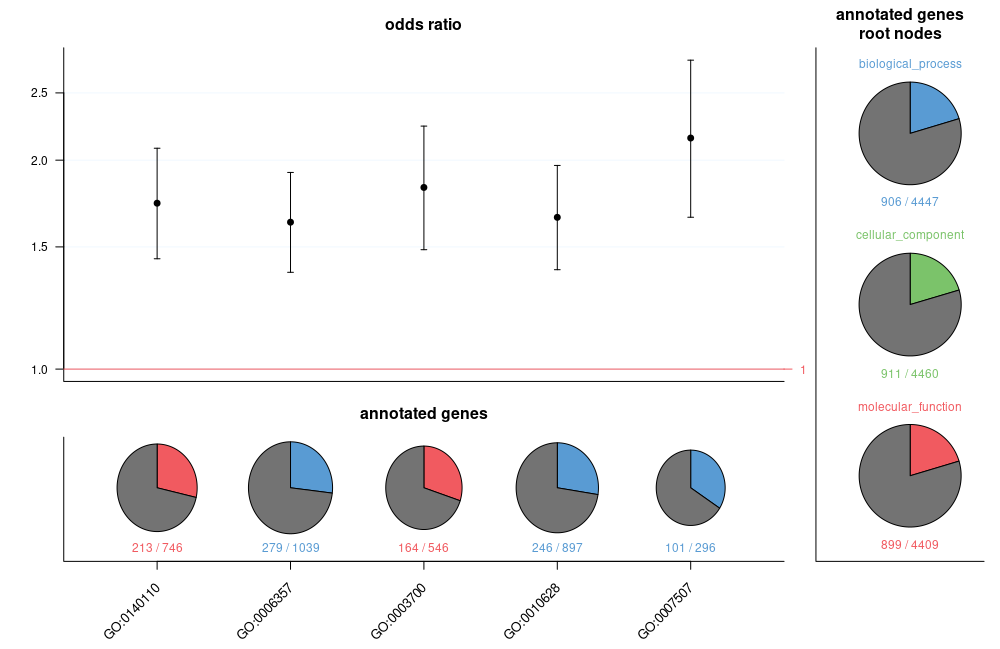 odds ratio
2.5
2.0
1.5
1.0
1
annotated genes
213 / 746
279 / 1039
164 / 546
246 / 897
101 / 296
GO:0140110
GO:0006357
GO:0003700
GO:0010628
GO:0007507
annotated genes
root nodes
biological_process
906 / 4447
cellular_component
911 / 4460
molecular_function
899 / 4409